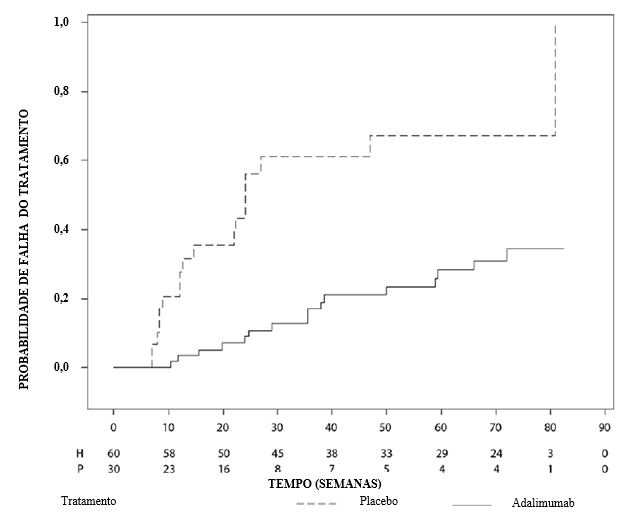 PROBABILIDADE DE FALHA DO TRATAMENTO
1,0
0,8
0,6
0,4
0,2
0,0
0 10 20 30 40 50 60 70 80 90
H 60 58 50 45 38 33 29 24 3 0
P 30 23 16 8 7 5 4 4 1 0
TEMPO (SEMANAS)
Tratamento Placebo Adalimumab